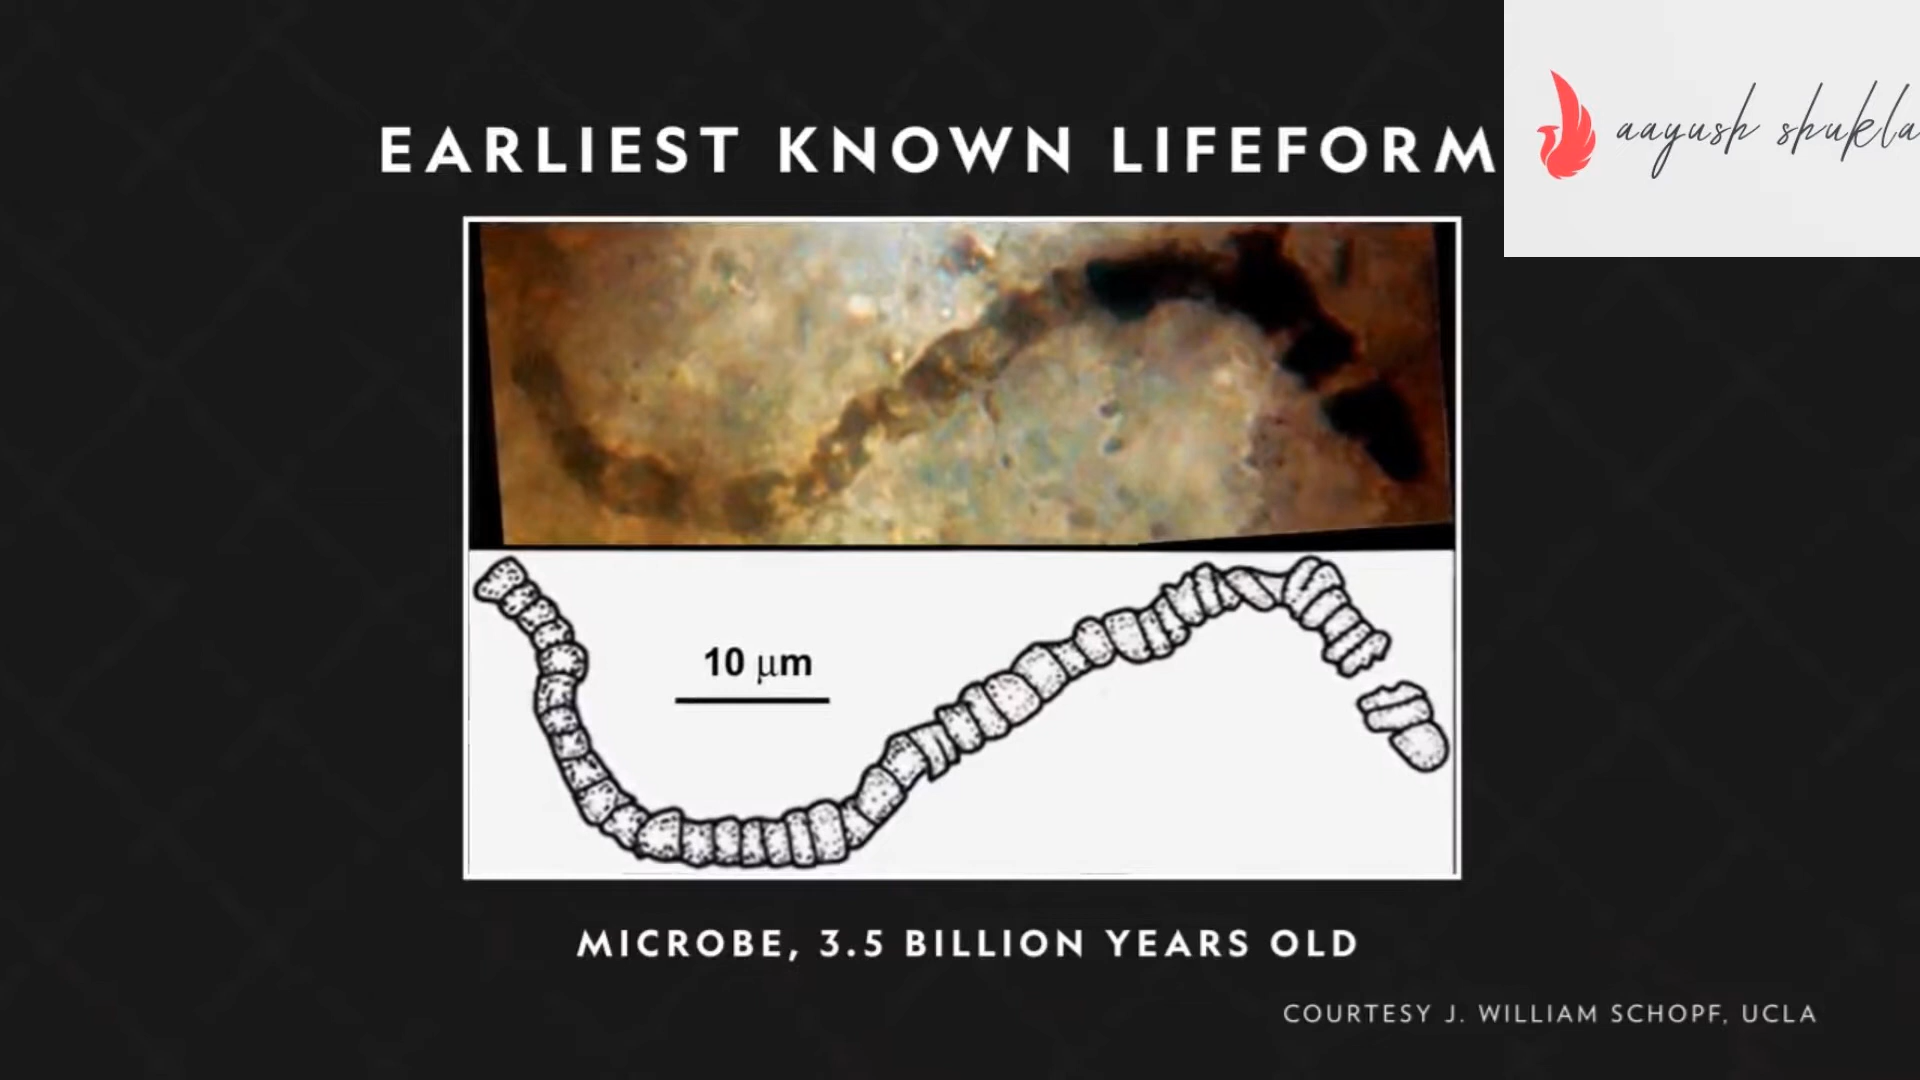 EARLIEST KNOWN LIFEFORM
aayush shukla
10 μm
MICROBE, 3.5 BILLION YEARS OLD
COURTESY J. WILLIAM SCHOPF, UCLA